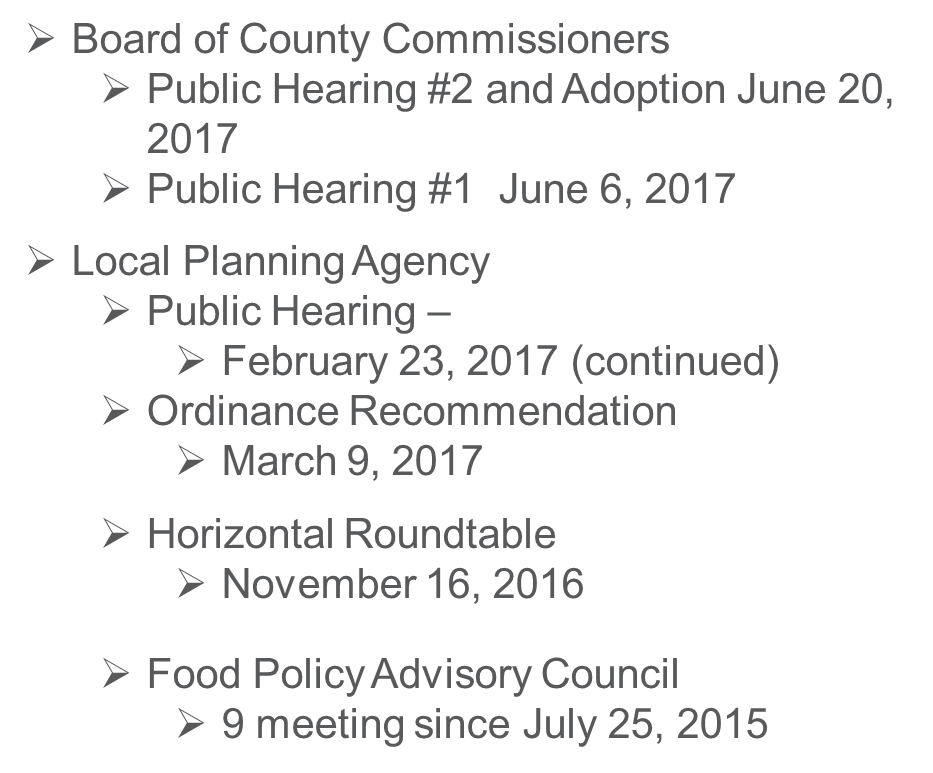 ➢ Board of County Commissioners
➢ Public Hearing #2 and Adoption June 20,
2017
➢ Public Hearing #1  June 6, 2017
➢ Local Planning Agency
➢ Public Hearing –
➢ February 23, 2017 (continued)
➢ Ordinance Recommendation
➢ March 9, 2017
➢ Horizontal Roundtable
➢ November 16, 2016
➢ Food Policy Advisory Council
➢ 9 meeting since July 25, 2015